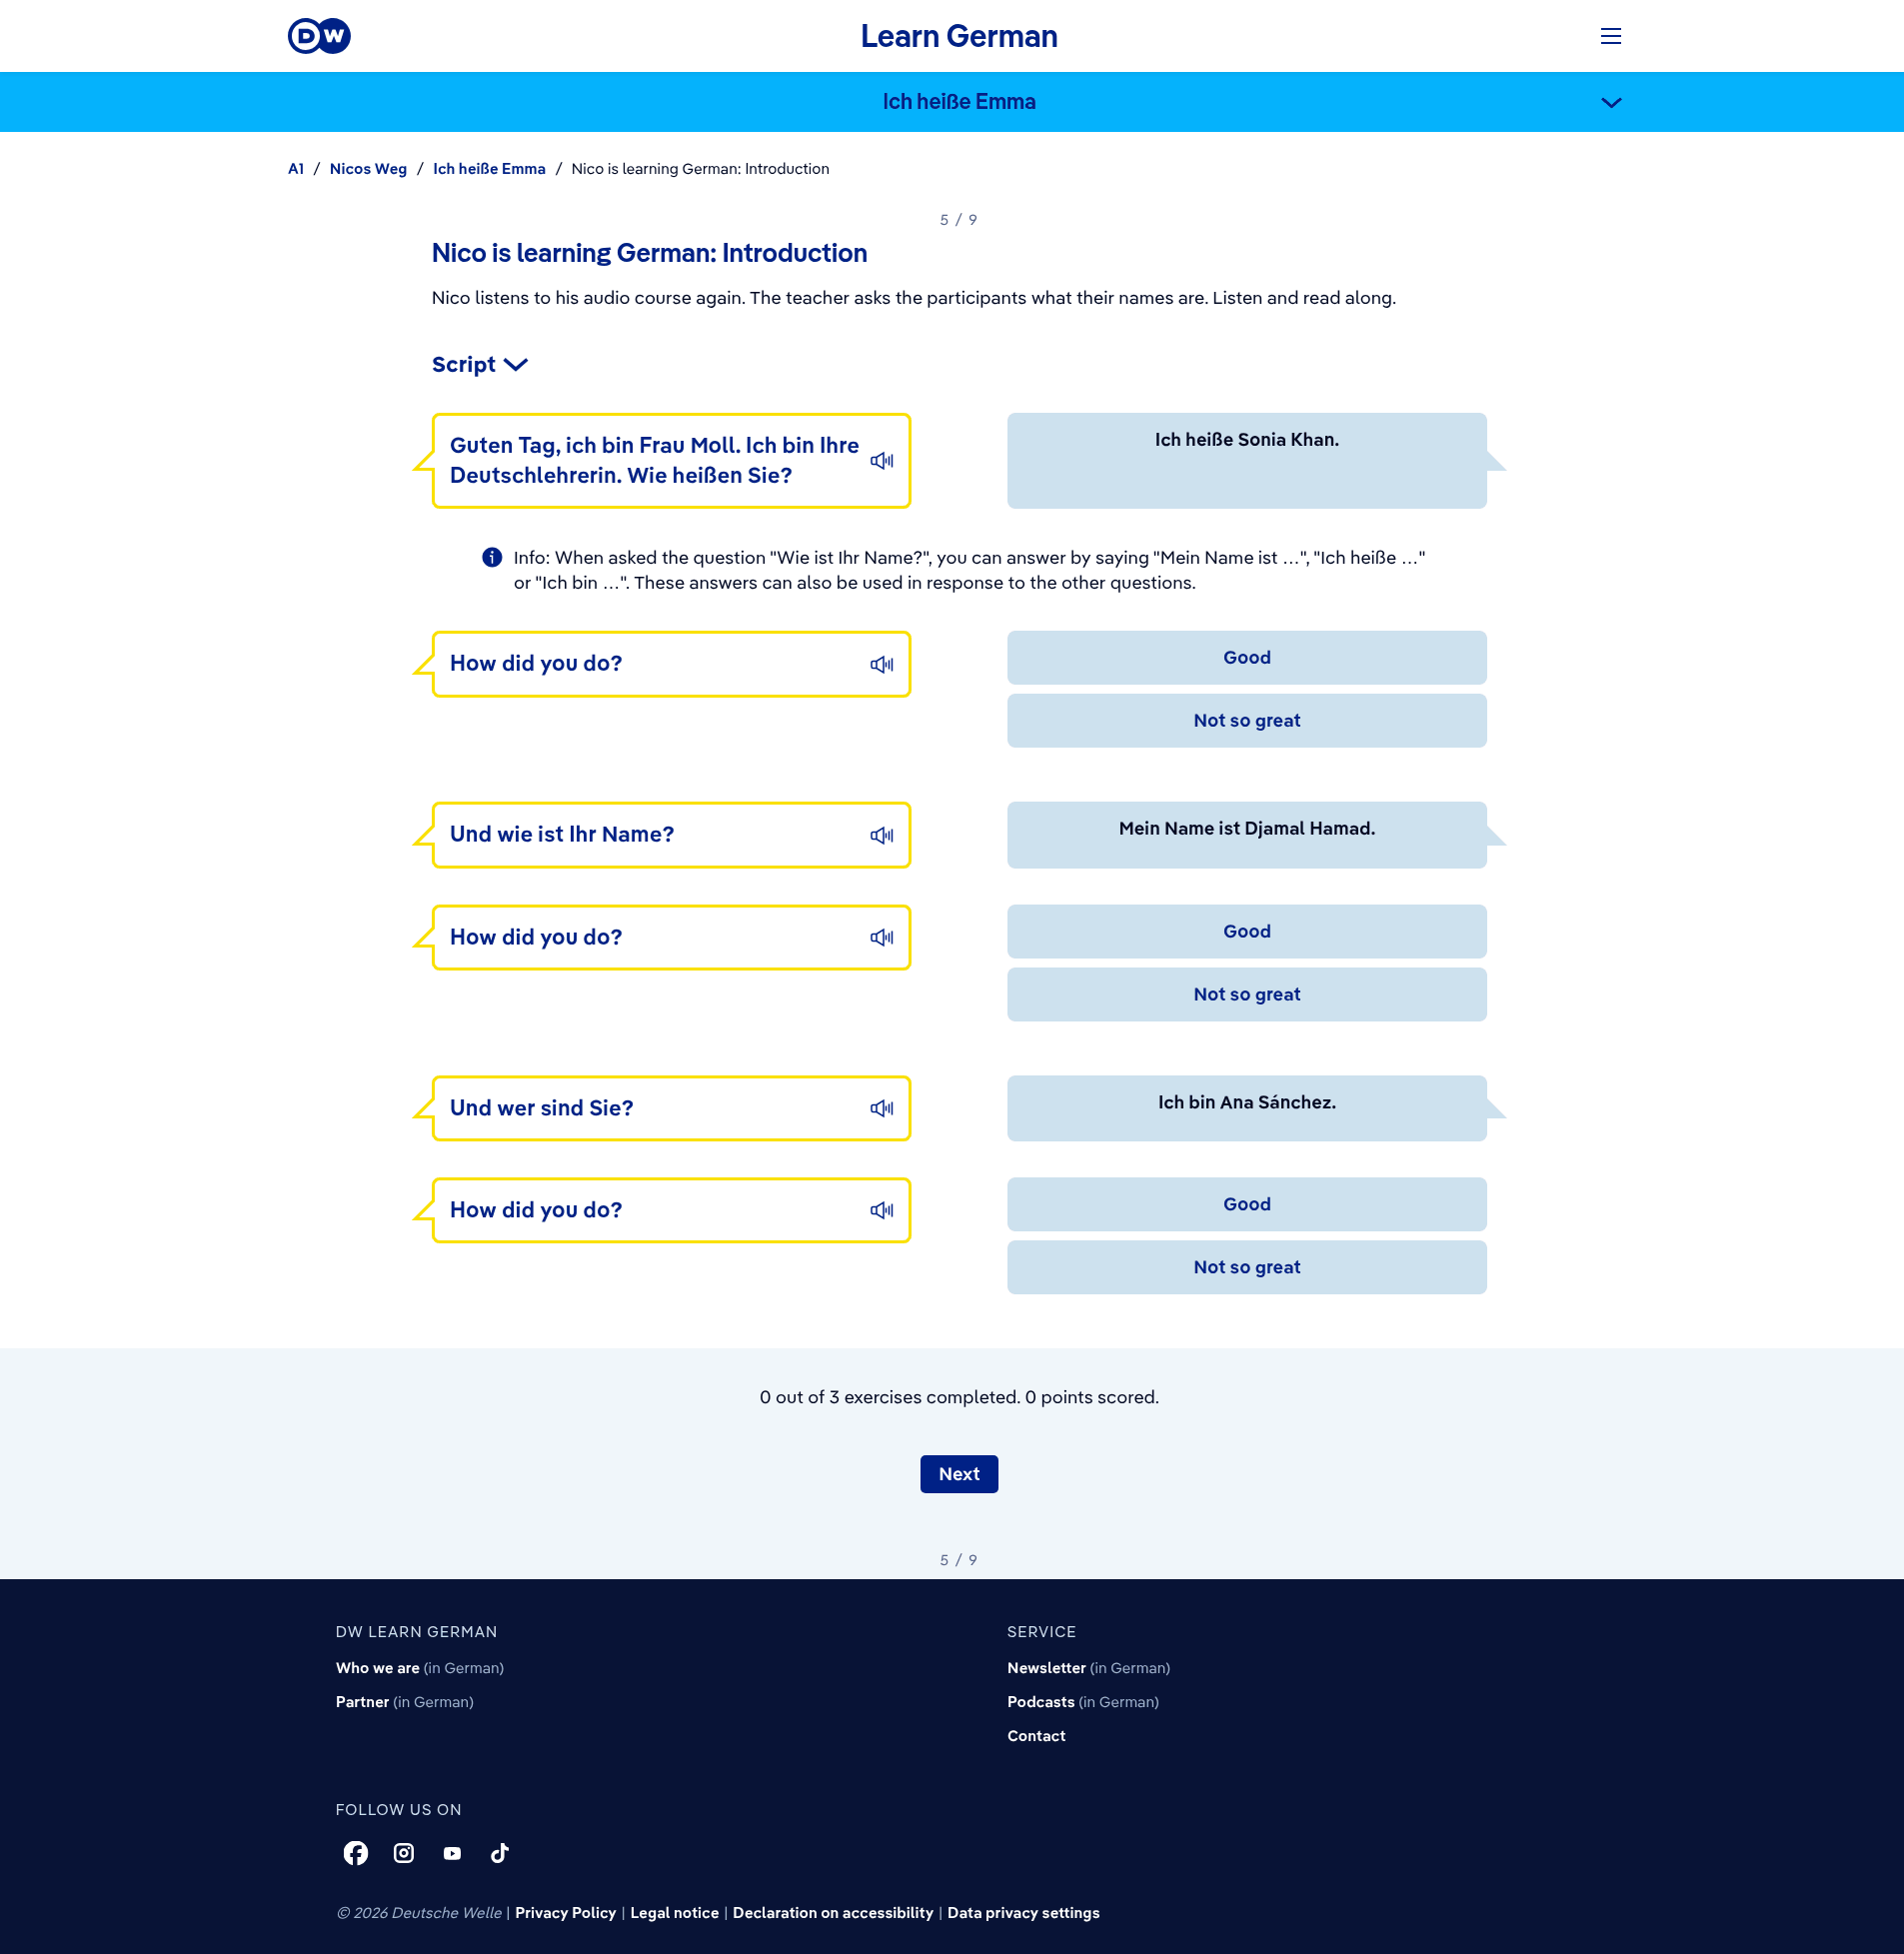 DW
Learn German
Ich heiße Emma
A1 / Nicos Weg / Ich heiße Emma / Nico is learning German: Introduction
5 / 9
Nico is learning German: Introduction
Nico listens to his audio course again. The teacher asks the participants what their names are. Listen and read along.
Script
Guten Tag, ich bin Frau Moll. Ich bin Ihre
Deutschlehrerin. Wie heißen Sie?
Ich heiße Sonia Khan.
Info: When asked the question "Wie ist Ihr Name?", you can answer by saying "Mein Name ist …", "Ich heiße …"
or "Ich bin …". These answers can also be used in response to the other questions.
How did you do?
Good
Not so great
Und wie ist Ihr Name?
Mein Name ist Djamal Hamad.
How did you do?
Good
Not so great
Und wer sind Sie?
Ich bin Ana Sánchez.
How did you do?
Good
Not so great
0 out of 3 exercises completed. 0 points scored.
Next
5 / 9
DW LEARN GERMAN
Who we are (in German)
Partner (in German)
SERVICE
Newsletter (in German)
Podcasts (in German)
Contact
FOLLOW US ON
© 2026 Deutsche Welle | Privacy Policy | Legal notice | Declaration on accessibility | Data privacy settings